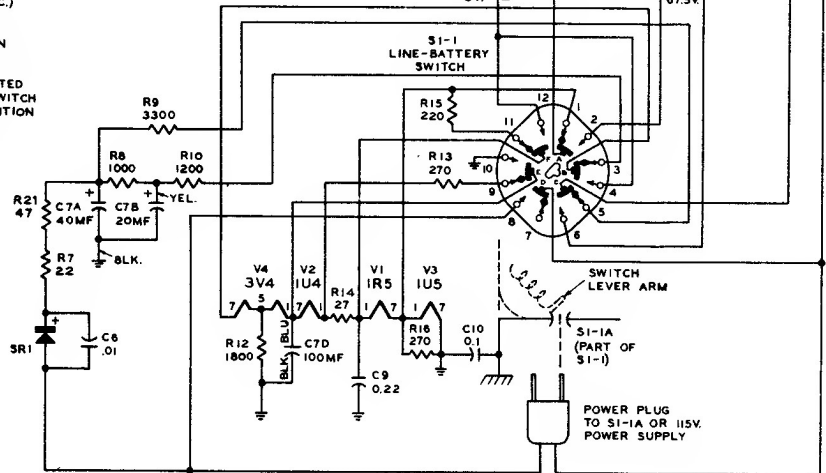 C.)
67.5V.
N
S1-1
LINE-BATTERY
SWITCH
TED
WITCH
ITION
R9
3300
R15
220
12
1
2
11
R8
1000
R10
1200
R13
270
10
3
F
A
E
B
D
C
9
4
R21
47
C7A
40MF
C7B
20MF
YEL.
8
5
7
6
R7
22
BLK.
SWITCH
LEVER ARM
V4
3V4
V2
1U4
V1
1R5
V3
1U5
R14
27
7
5
1
7
1
1
7
1
7
SR1
C6
.01
R12
1800
BLU
BLK
C7D
100MF
R16
270
C10
0.1
S1-1A
(PART OF
S1-1)
C9
0.22
POWER PLUG
TO S1-1A OR 115V.
POWER SUPPLY